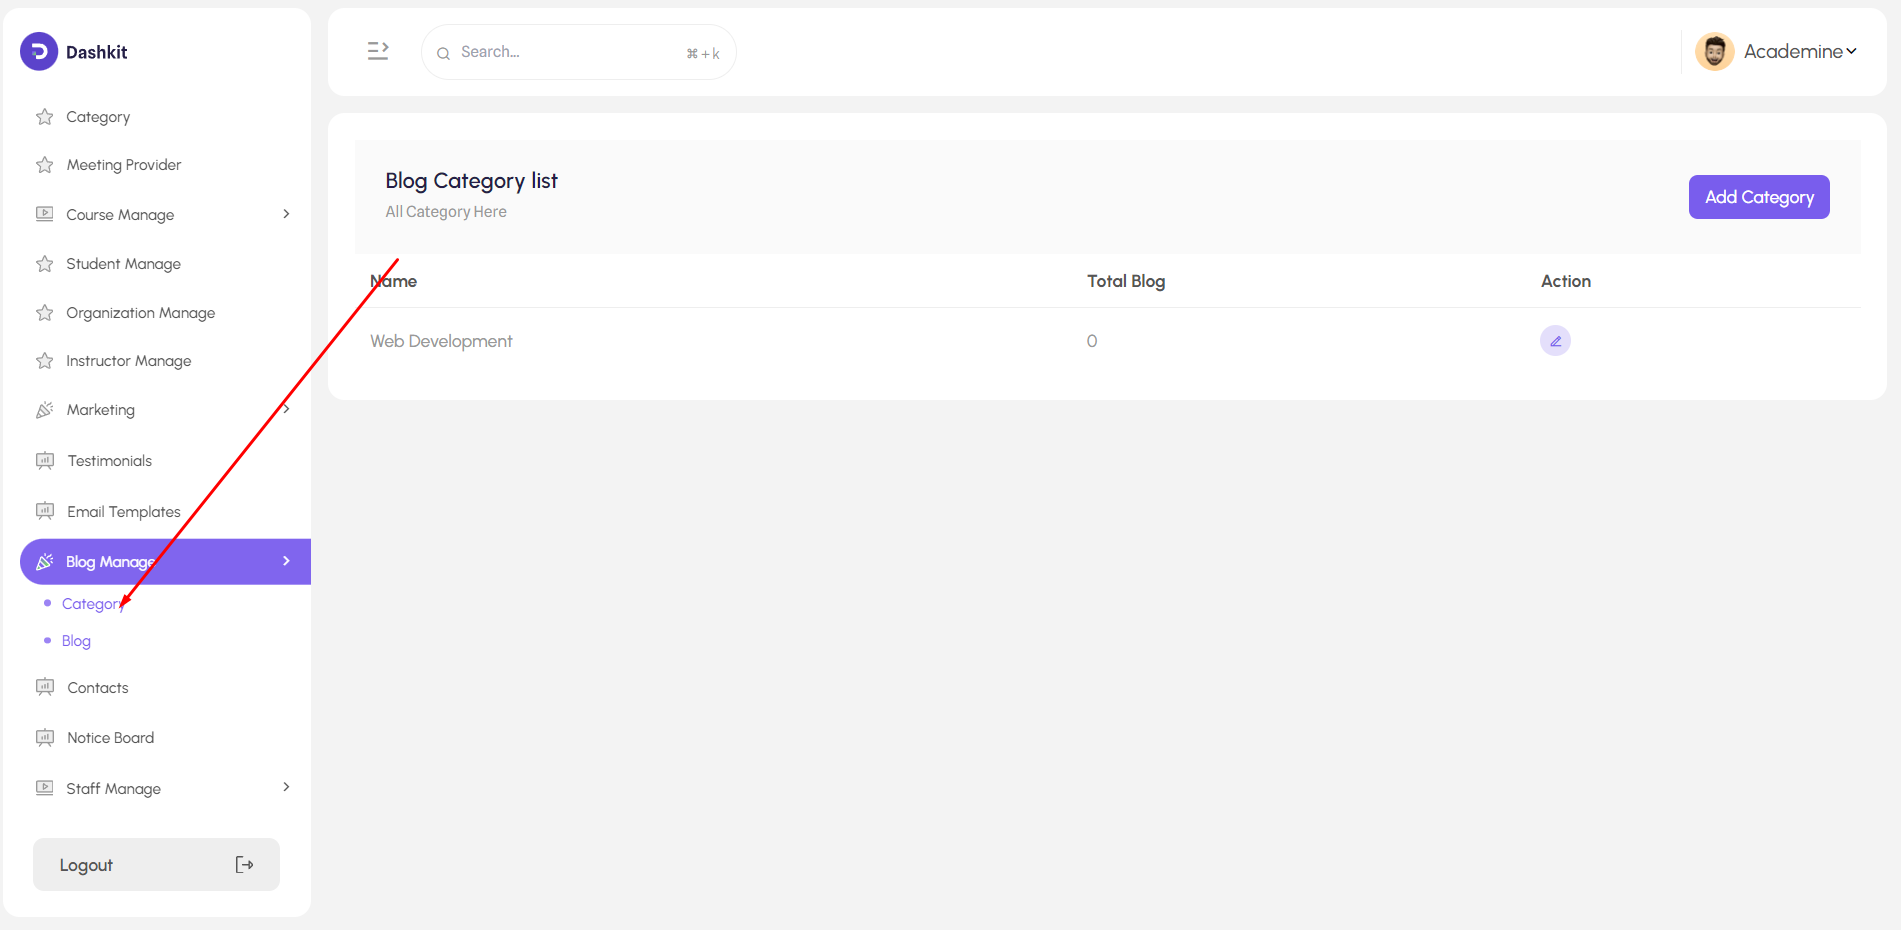 Dashkit
Category
Meeting Provider
Course Manage
Student Manage
Organization Manage
Instructor Manage
Marketing
Testimonials
Email Templates
Blog Manage
Category
Blog
Contacts
Notice Board
Staff Manage
Logout
Search...
⌘ + k
Academine
Blog Category list
All Category Here
Add Category
Name Total Blog Action
Web Development 0